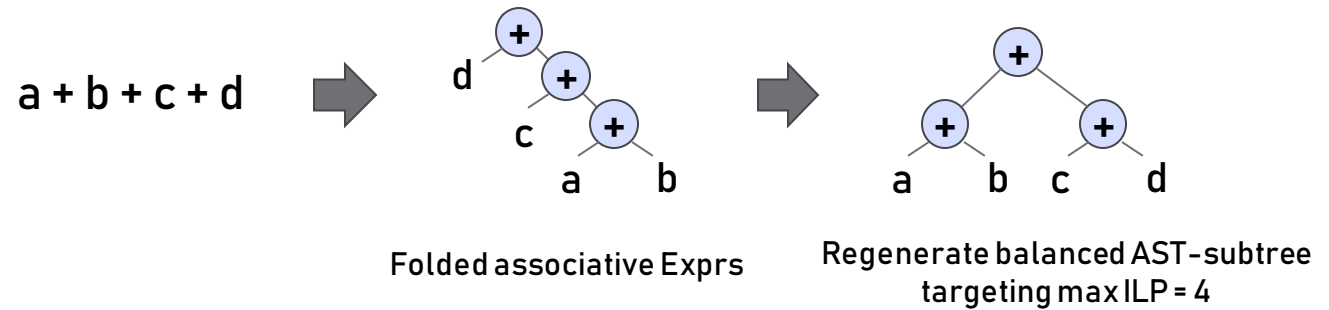 a + b + c + d
+
d
+
c
+
a b
+
+ +
a b c d
Folded associative Exprs
Regenerate balanced AST-subtree
targeting max ILP = 4